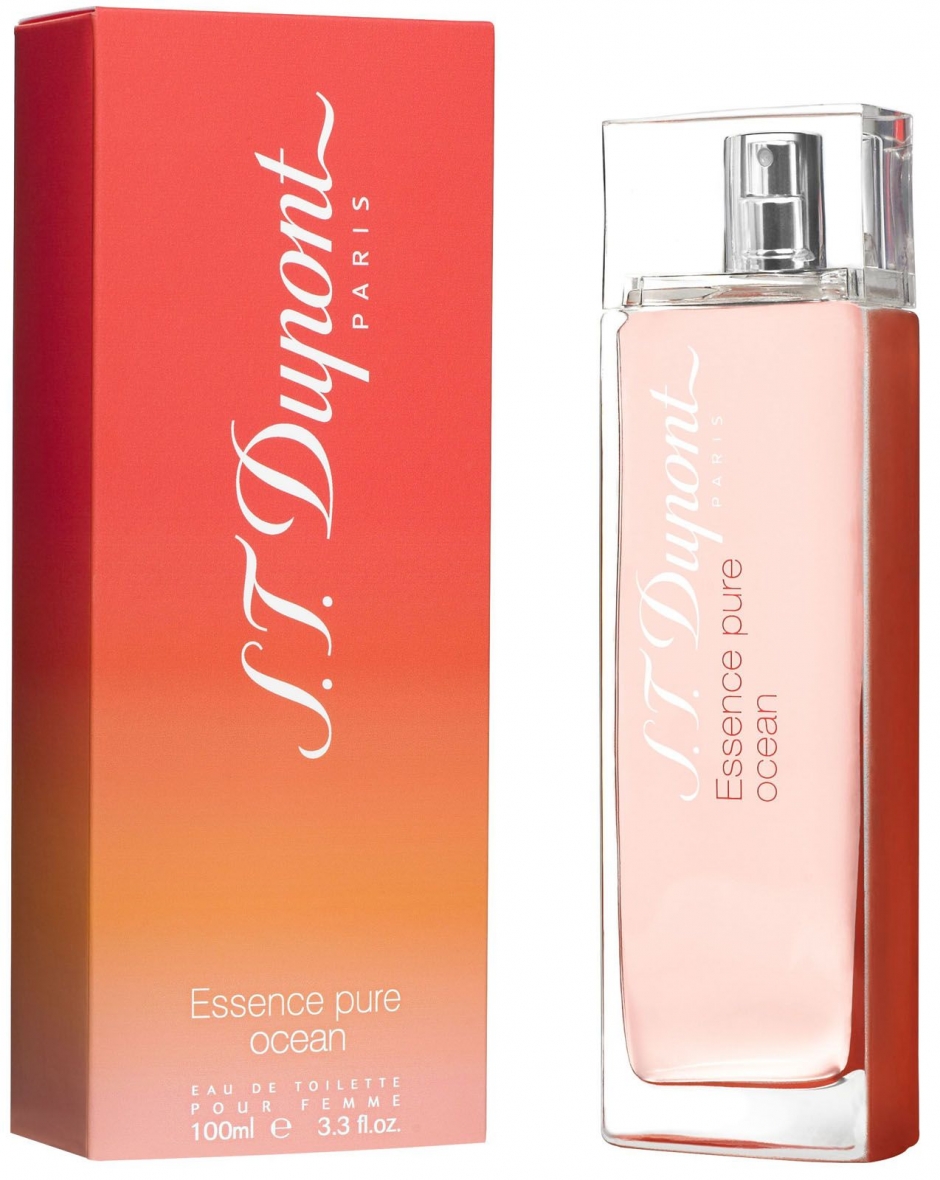 S.T. Dupont
PARIS
Essence pure
ocean
EAU DE TOILETTE
POUR FEMME
100ml e 3.3 fl.oz.
S.T. Dupont
PARIS
Essence pure
ocean